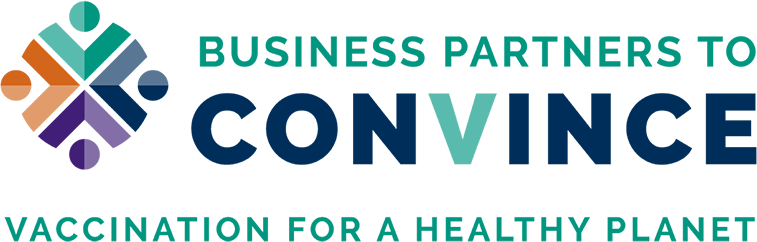 BUSINESS PARTNERS TO
CONVINCE
VACCINATION FOR A HEALTHY PLANET